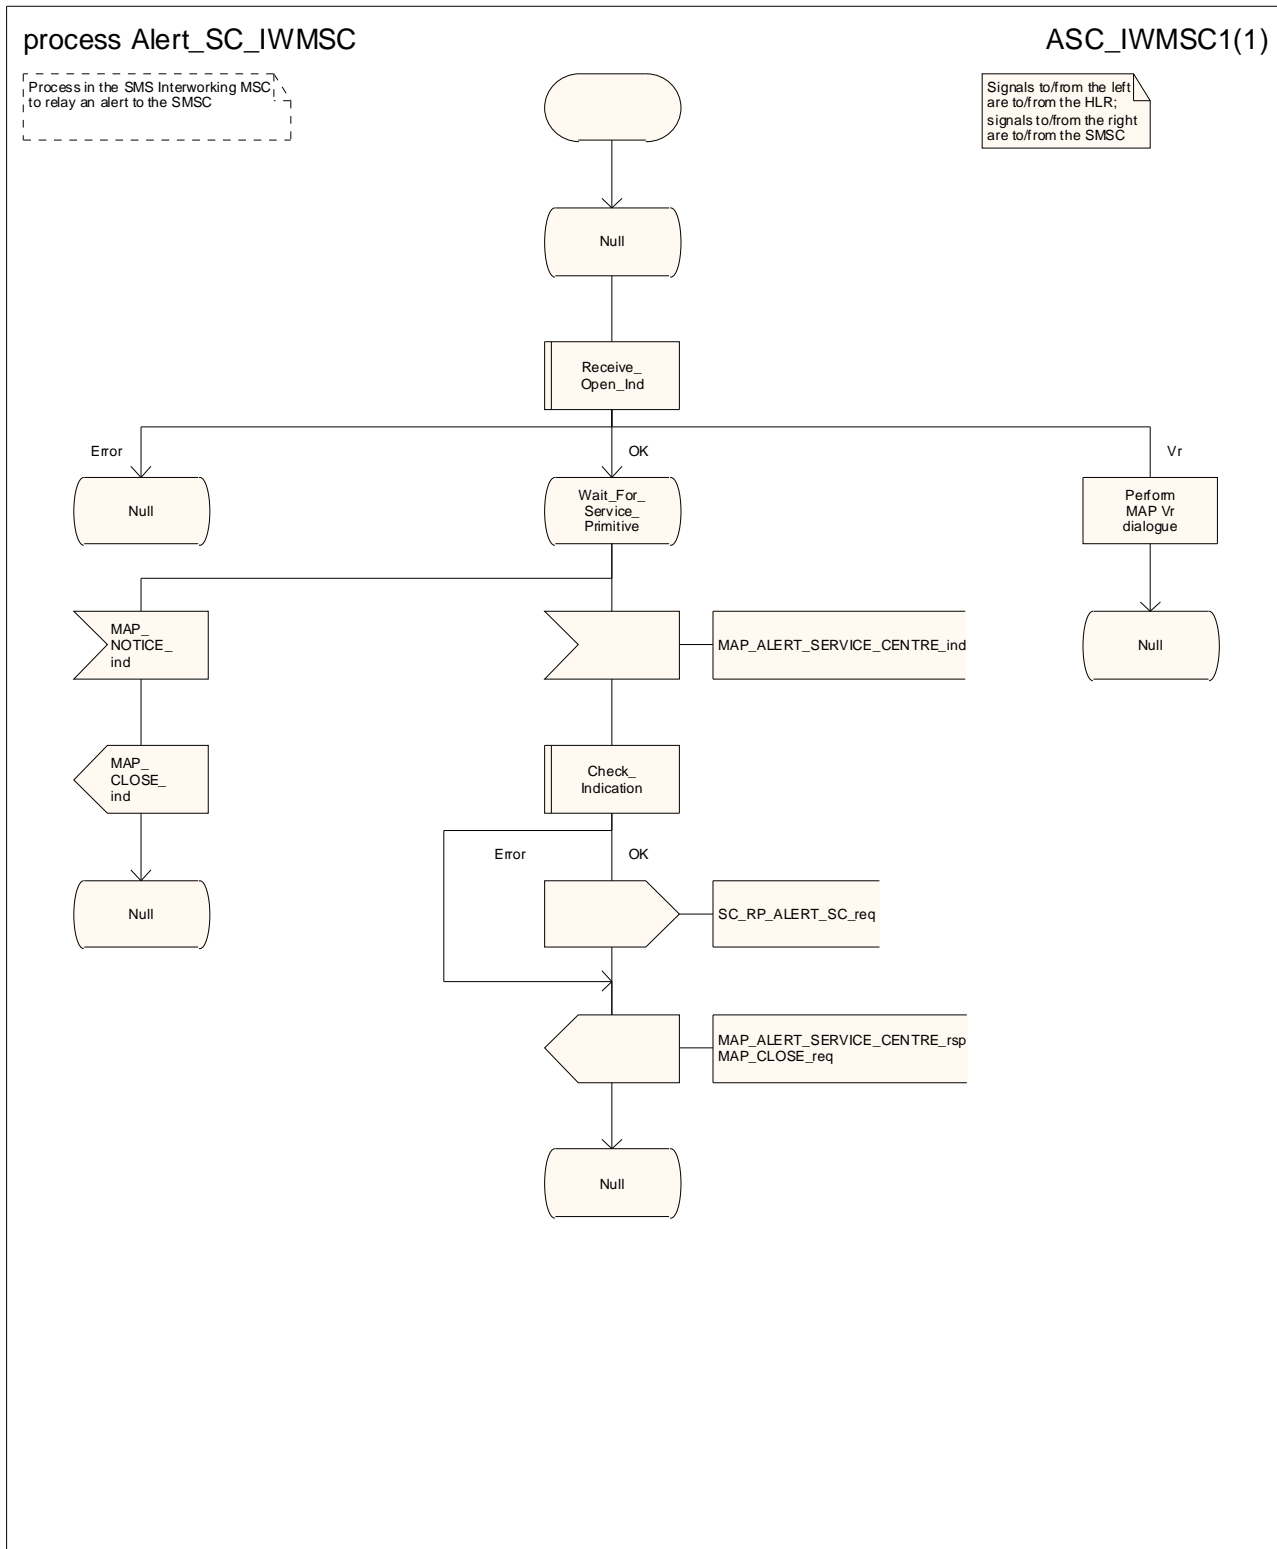 process Alert_SC_IWMSC
ASC_IWMSC1(1)
Process in the SMS Interworking MSC
to relay an alert to the SMSC
Signals to/from the left
are to/from the HLR;
signals to/from the right
are to/from the SMSC
Null
Receive_
Open_Ind
Error
OK
Vr
Null
Wait_For_
Service_
Primitive
Perform
MAP Vr
dialogue
MAP_
NOTICE_
ind
MAP_ALERT_SERVICE_CENTRE_ind
Null
MAP_
CLOSE_
ind
Check_
Indication
Error
OK
Null
SC_RP_ALERT_SC_req
MAP_ALERT_SERVICE_CENTRE_rsp
MAP_CLOSE_req
Null